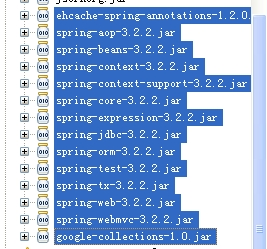 ehcache-spring-annotations-1.2.0.
spring-aop-3.2.2.jar
spring-beans-3.2.2.jar
spring-context-3.2.2.jar
spring-context-support-3.2.2.jar
spring-core-3.2.2.jar
spring-expression-3.2.2.jar
spring-jdbc-3.2.2.jar
spring-orm-3.2.2.jar
spring-test-3.2.2.jar
spring-tx-3.2.2.jar
spring-web-3.2.2.jar
spring-webmvc-3.2.2.jar
google-collections-1.0.jar